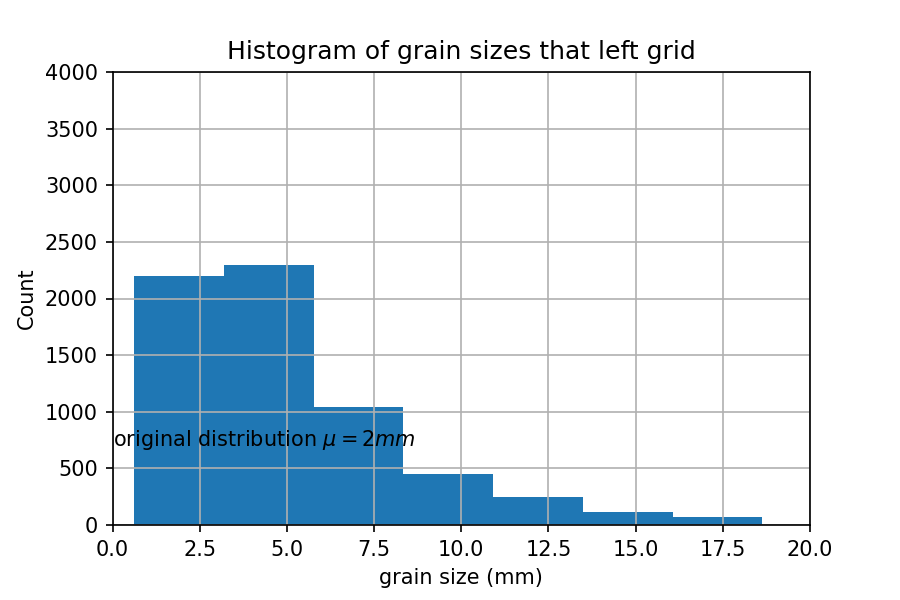 Histogram of grain sizes that left grid
4000
3500
3000
2500
2000
1500
1000
500
0
Count
original distribution μ = 2mm
0.0 2.5 5.0 7.5 10.0 12.5 15.0 17.5 20.0
grain size (mm)